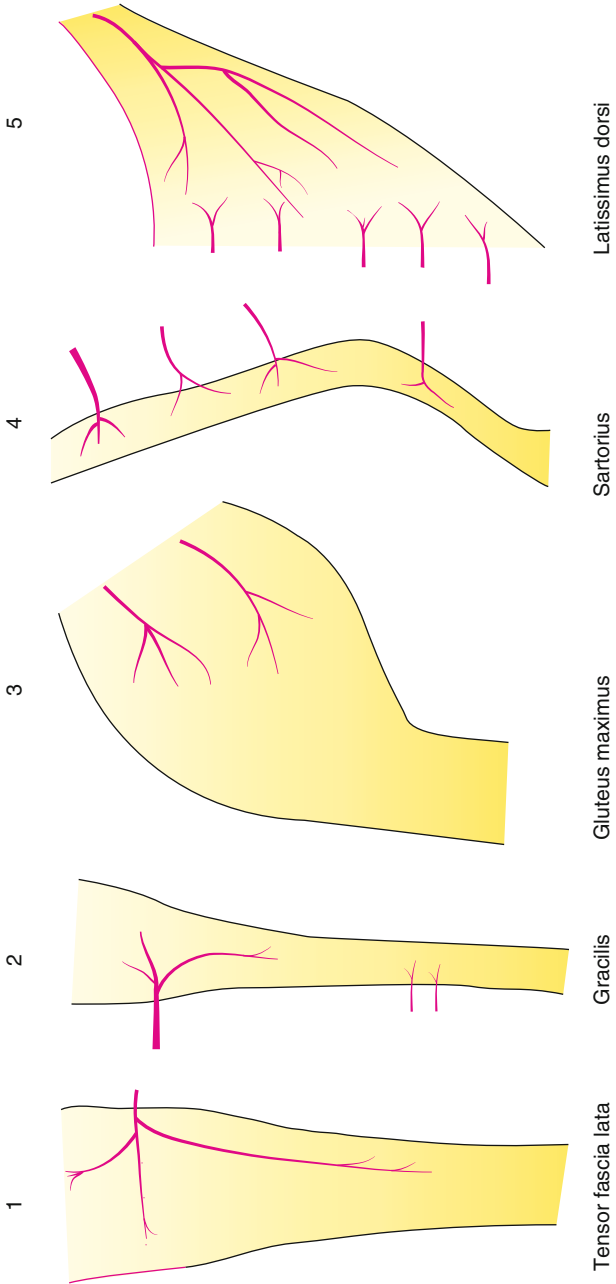 1
2
3
4
5
Tensor fascia lata
Gracilis
Gluteus maximus
Sartorius
Latissimus dorsi